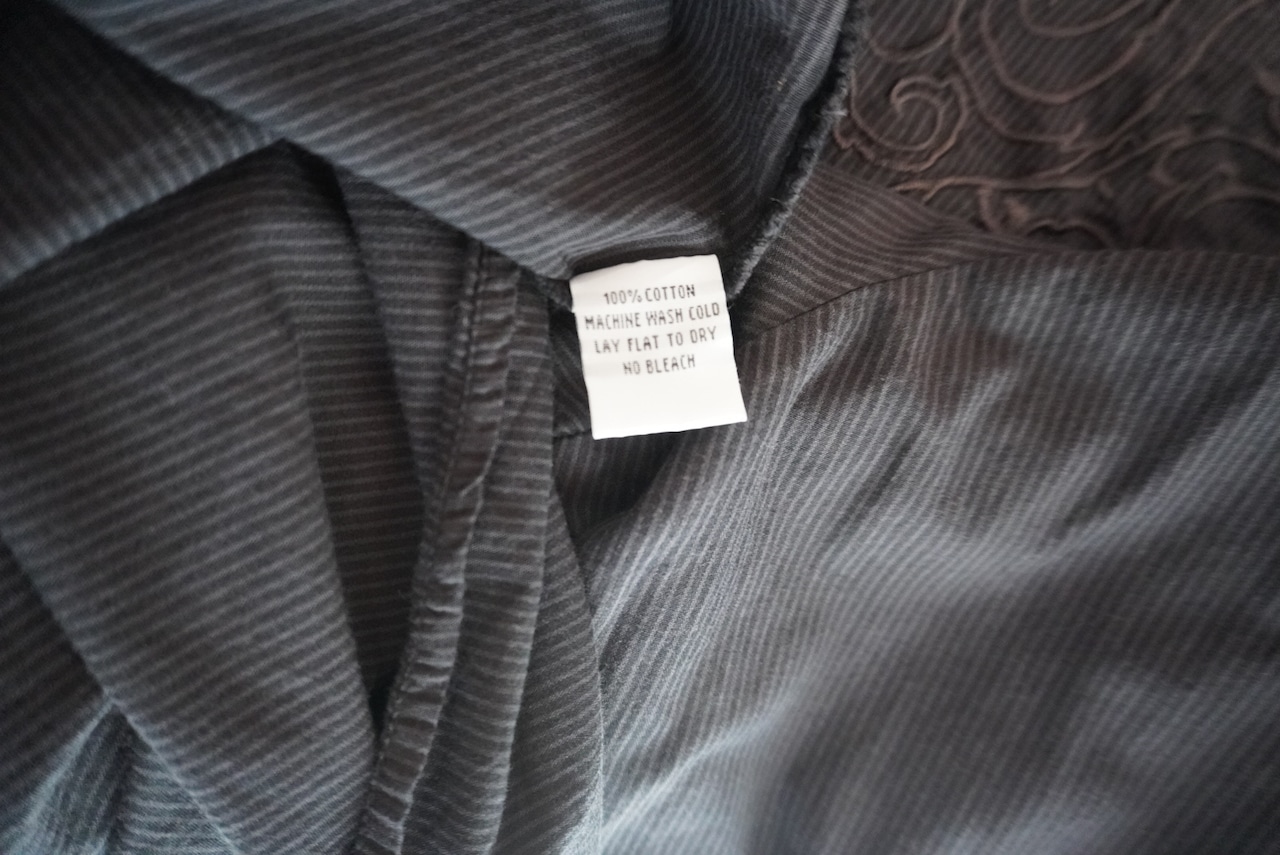 100% COTTON
MACHINE WASH COLD
LAY FLAT TO DRY
NO BLEACH